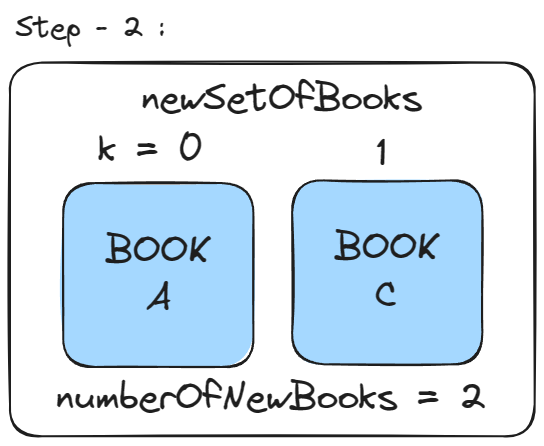 Step - 2 :
newSetOfBooks
k = 0 1
BOOK A
BOOK C
numberOfNewBooks = 2